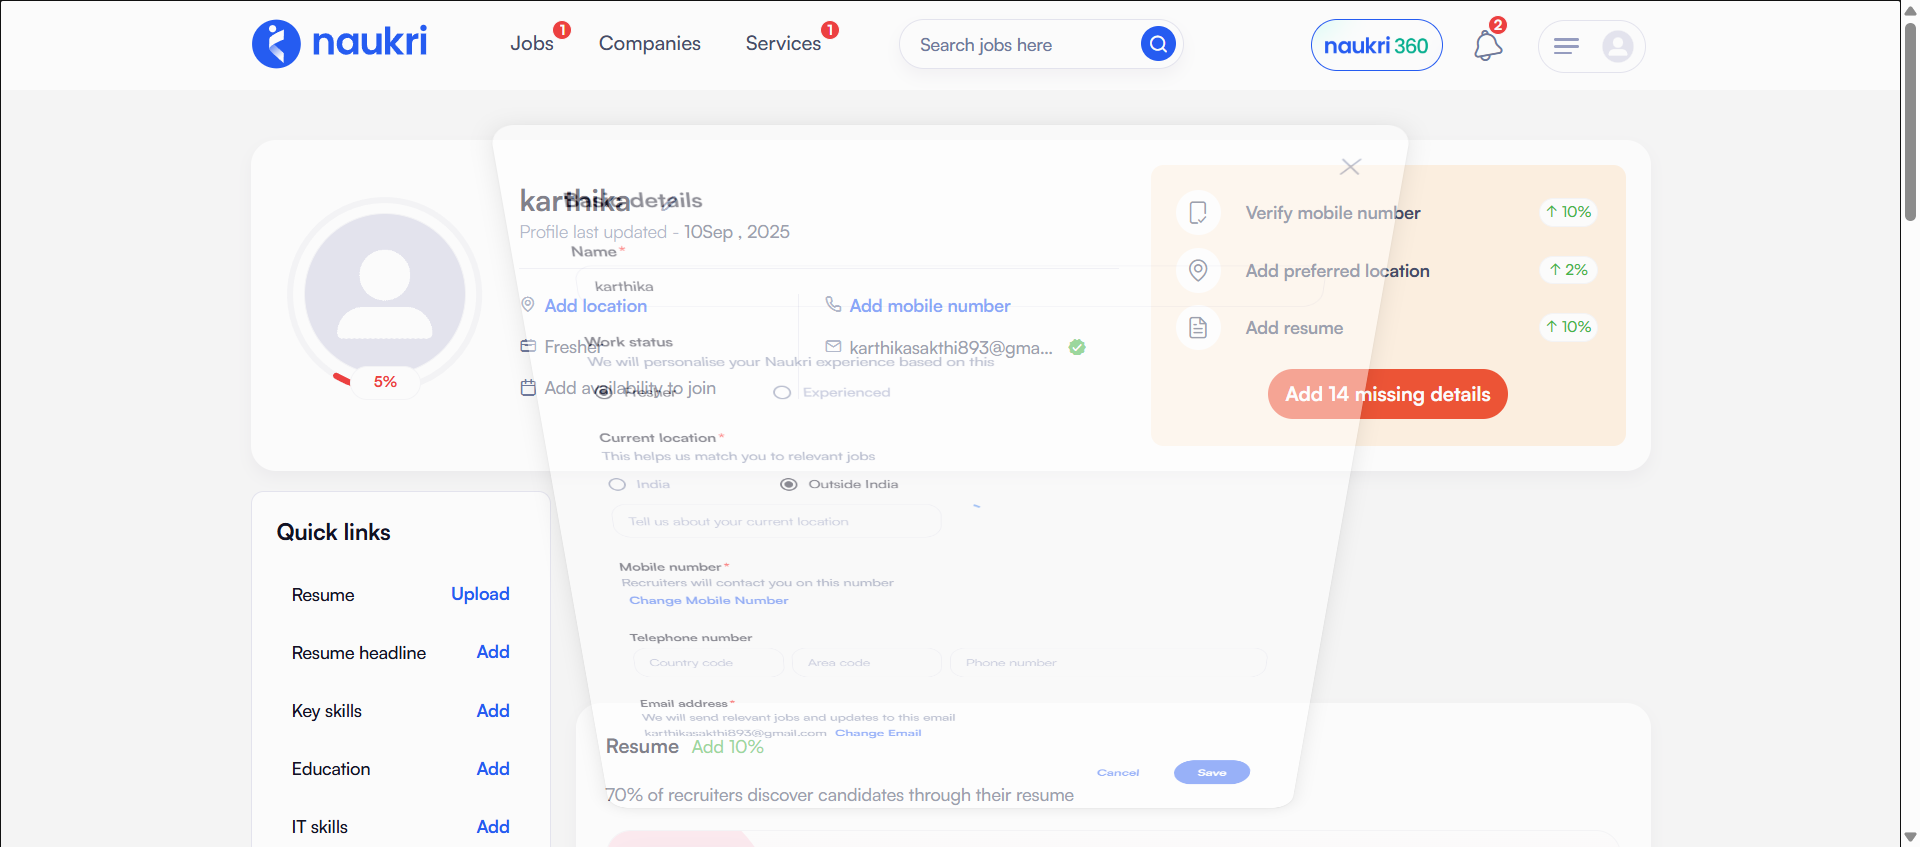 naukri
Jobs 1
Companies
Services 1
Search jobs here
naukri 360
2
karthika
Basic details
Profile last updated - 10Sep , 2025
Name*
karthika
Add location
Add mobile number
Work status
Fresher
karthikasakthi893@gma...
We will personalise your Naukri experience based on this
Add availability to join
Fresher
Experienced
5%
Verify mobile number
↑ 10%
Add preferred location
↑ 2%
Add resume
↑ 10%
Add 14 missing details
Current location*
This helps us match you to relevant jobs
India
Outside India
Tell us about your current location
Mobile number*
Recruiters will contact you on this number
Change Mobile Number
Telephone number
Country code
Area code
Phone number
Email address*
We will send relevant jobs and updates to this email
karthikasakthi893@gmail.com Change Email
Cancel
Save
Quick links
Resume Upload
Resume headline Add
Key skills Add
Education Add
IT skills Add
Resume Add 10%
70% of recruiters discover candidates through their resume